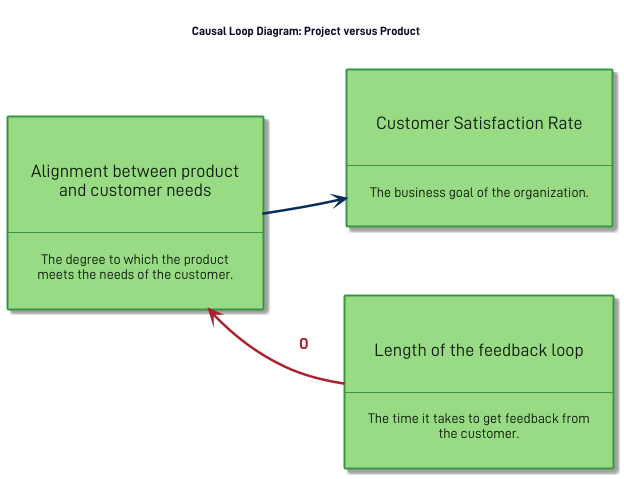 Causal Loop Diagram: Project versus Product
Customer Satisfaction Rate
The business goal of the organization.
Alignment between product
and customer needs
The degree to which the product
meets the needs of the customer.
O
Length of the feedback loop
The time it takes to get feedback from
the customer.